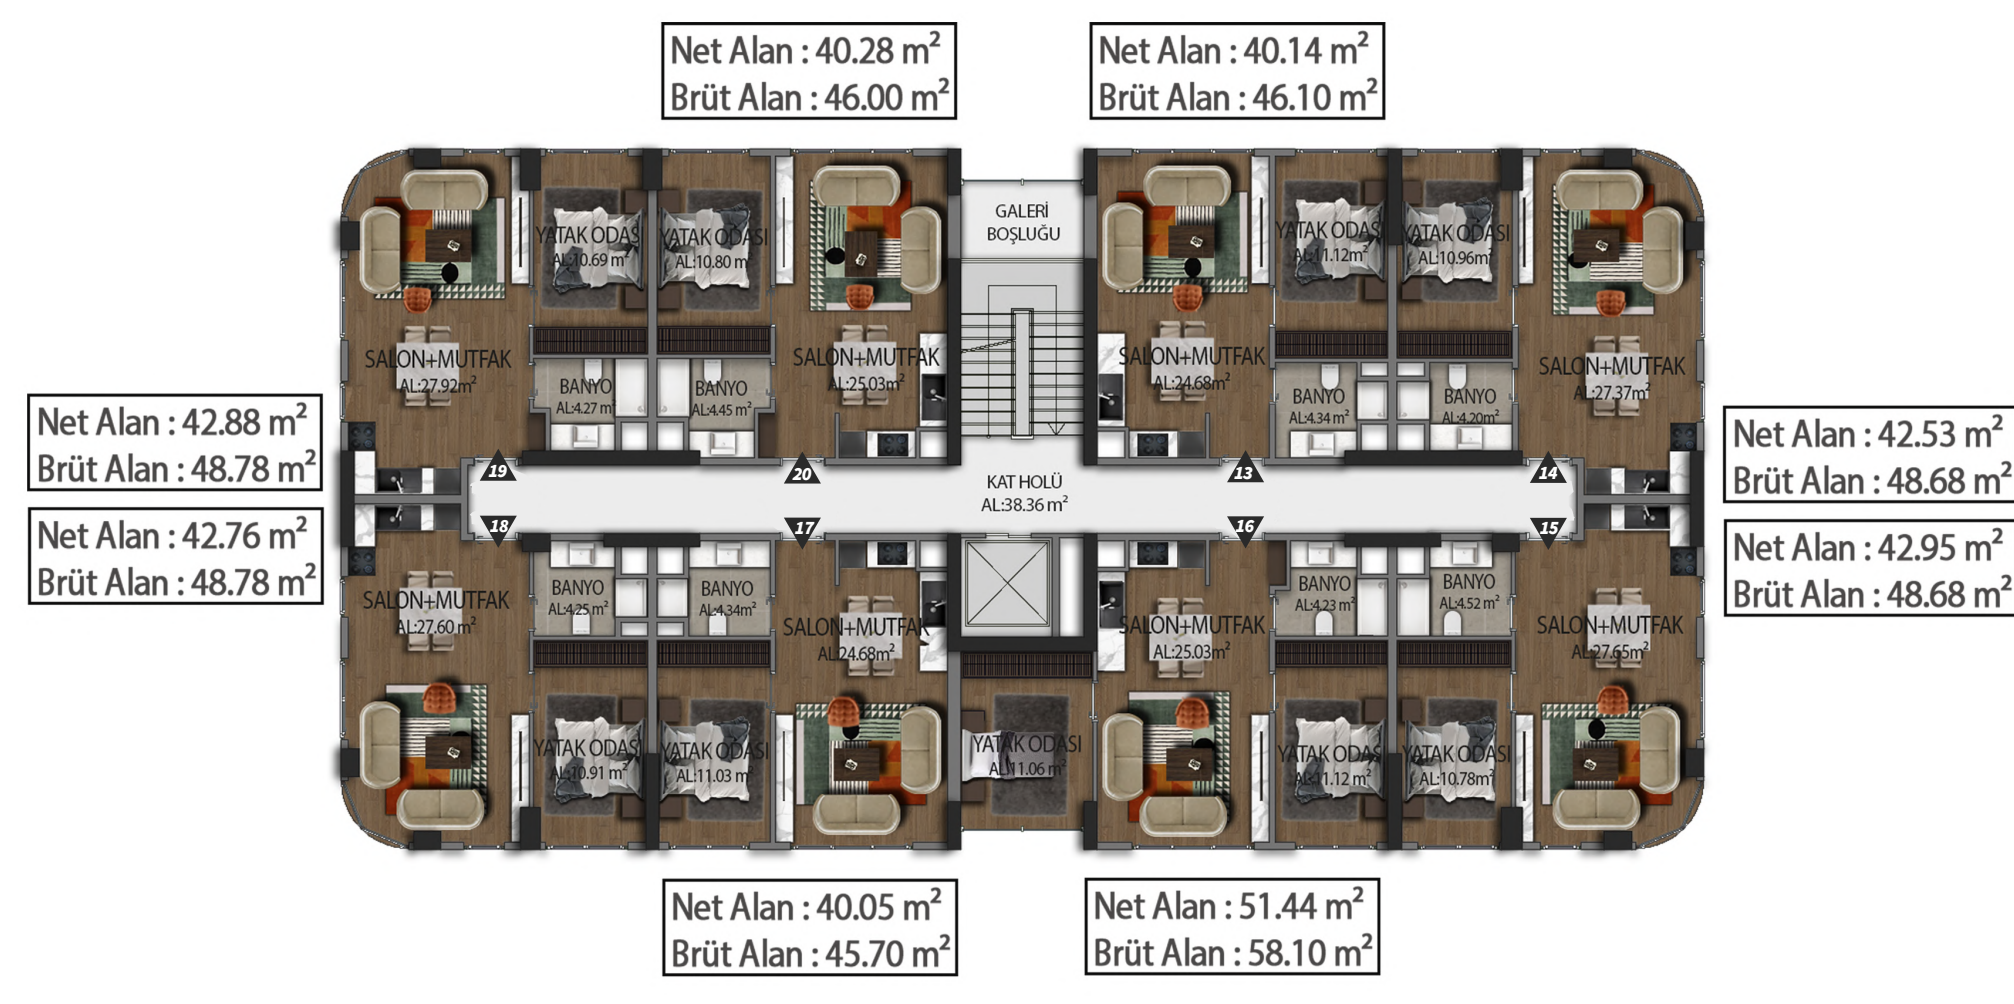 Net Alan : 40.28 m²
Brüt Alan : 46.00 m²
Net Alan : 40.14 m²
Brüt Alan : 46.10 m²
GALERİ
BOŞLUĞU
YATAK ODASI
AL:10.69 m²
YATAK ODASI
AL:10.80 m²
YATAK ODASI
AL:11.12m²
YATAK ODASI
AL:10.96m²
SALON+MUTFAK
AL:27.92m²
SALON+MUTFAK
AL:25.03m²
SALON+MUTFAK
AL:24.68m²
SALON+MUTFAK
AL:27.37m²
BANYO
AL:4.27 m²
BANYO
AL:4.45 m²
BANYO
AL:4.34 m²
BANYO
AL:4.20m²
Net Alan : 42.88 m²
Brüt Alan : 48.78 m²
Net Alan : 42.53 m²
Brüt Alan : 48.68 m²
19
20
13
14
KAT HOLÜ
AL:38.36 m²
18
17
16
15
Net Alan : 42.76 m²
Brüt Alan : 48.78 m²
Net Alan : 42.95 m²
Brüt Alan : 48.68 m²
BANYO
AL:4.25 m²
BANYO
AL:4.34m²
BANYO
AL:4.23 m²
BANYO
AL:4.52 m²
SALON+MUTFAK
AL:27.60 m²
SALON+MUTFAK
AL:24.68m²
SALON+MUTFAK
AL:25.03m²
SALON+MUTFAK
AL:27.65m²
YATAK ODASI
AL:10.91 m²
YATAK ODASI
AL:11.03 m²
YATAK ODASI
AL:11.06 m²
YATAK ODASI
AL:11.12 m²
YATAK ODASI
AL:10.78m²
Net Alan : 40.05 m²
Brüt Alan : 45.70 m²
Net Alan : 51.44 m²
Brüt Alan : 58.10 m²